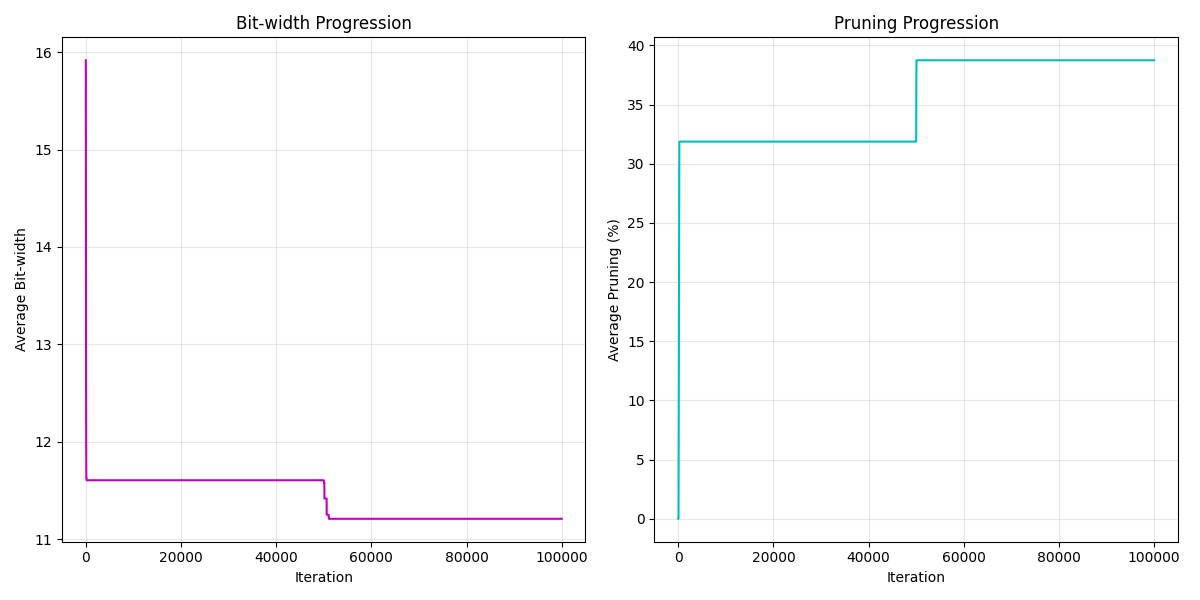 Bit-width Progression
Average Bit-width
16
15
14
13
12
11
0 20000 40000 60000 80000 100000
Iteration
Pruning Progression
Average Pruning (%)
40
35
30
25
20
15
10
5
0
0 20000 40000 60000 80000 100000
Iteration